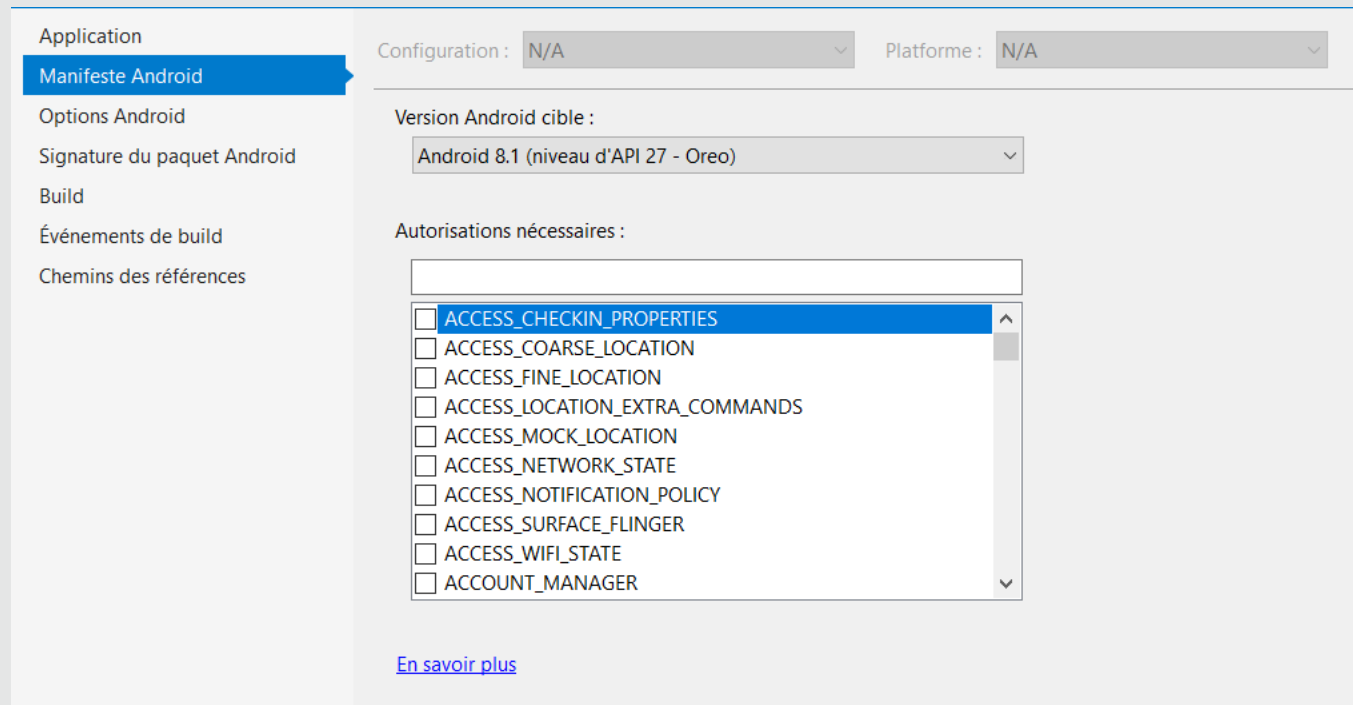 Application
Manifeste Android
Options Android
Signature du paquet Android
Build
Événements de build
Chemins des références
Configuration : N/A Platforme : N/A
Version Android cible :
Android 8.1 (niveau d'API 27 - Oreo)
Autorisations nécessaires :
ACCESS_CHECKIN_PROPERTIES
ACCESS_COARSE_LOCATION
ACCESS_FINE_LOCATION
ACCESS_LOCATION_EXTRA_COMMANDS
ACCESS_MOCK_LOCATION
ACCESS_NETWORK_STATE
ACCESS_NOTIFICATION_POLICY
ACCESS_SURFACE_FLINGER
ACCESS_WIFI_STATE
ACCOUNT_MANAGER
En savoir plus